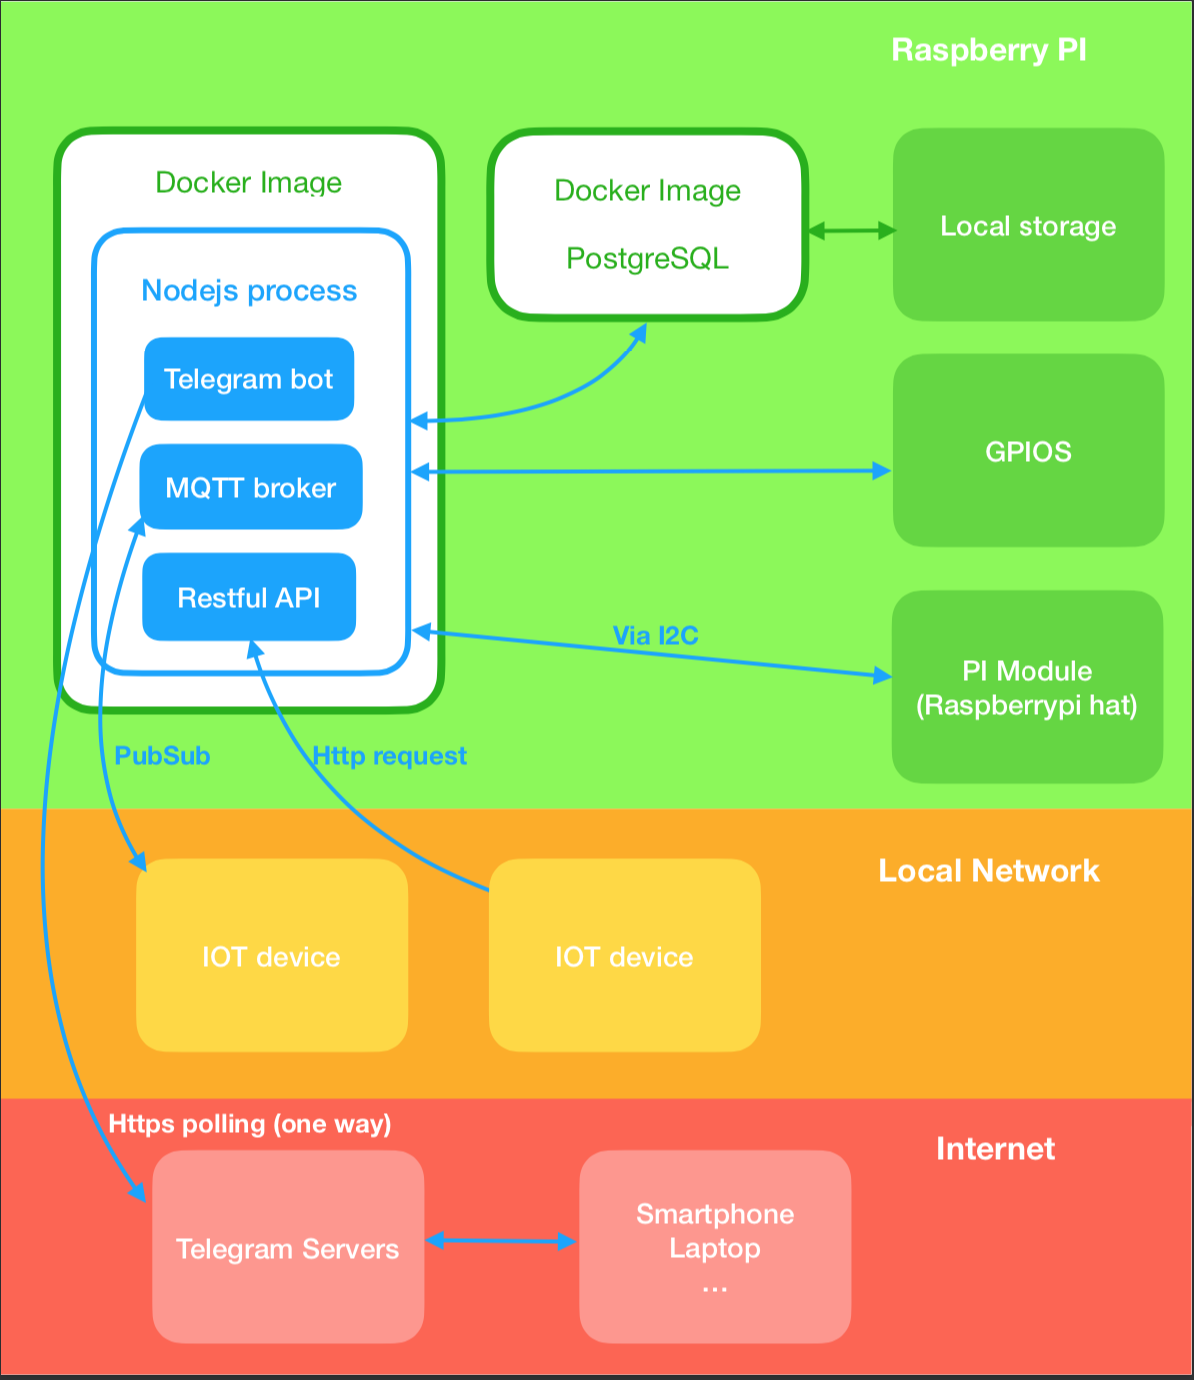 Raspberry PI
Docker Image
Nodejs process
Telegram bot
MQTT broker
Restful API
Docker Image
PostgreSQL
Local storage
GPIOS
Via I2C
PI Module
(Raspberrypi hat)
PubSub
Http request
Local Network
IOT device
IOT device
Https polling (one way)
Internet
Telegram Servers
Smartphone
Laptop
...